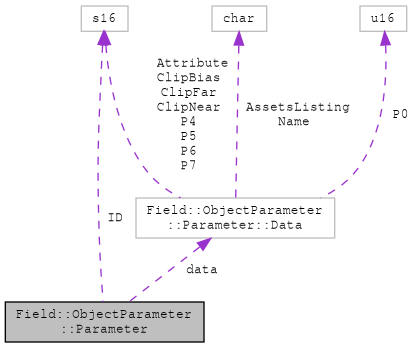 s16
char
u16
Attribute
ClipBias
ClipFar
ClipNear
P4
P5
P6
P7
AssetsListing
Name
P0
Field::ObjectParameter
::Parameter::Data
ID
data
Field::ObjectParameter
::Parameter